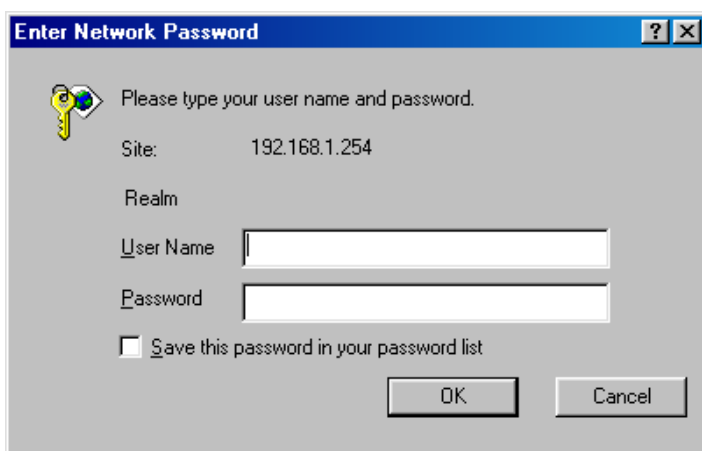 Enter Network Password
Please type your user name and password.
Site: 192.168.1.254
Realm
User Name
Password
Save this password in your password list
OK Cancel